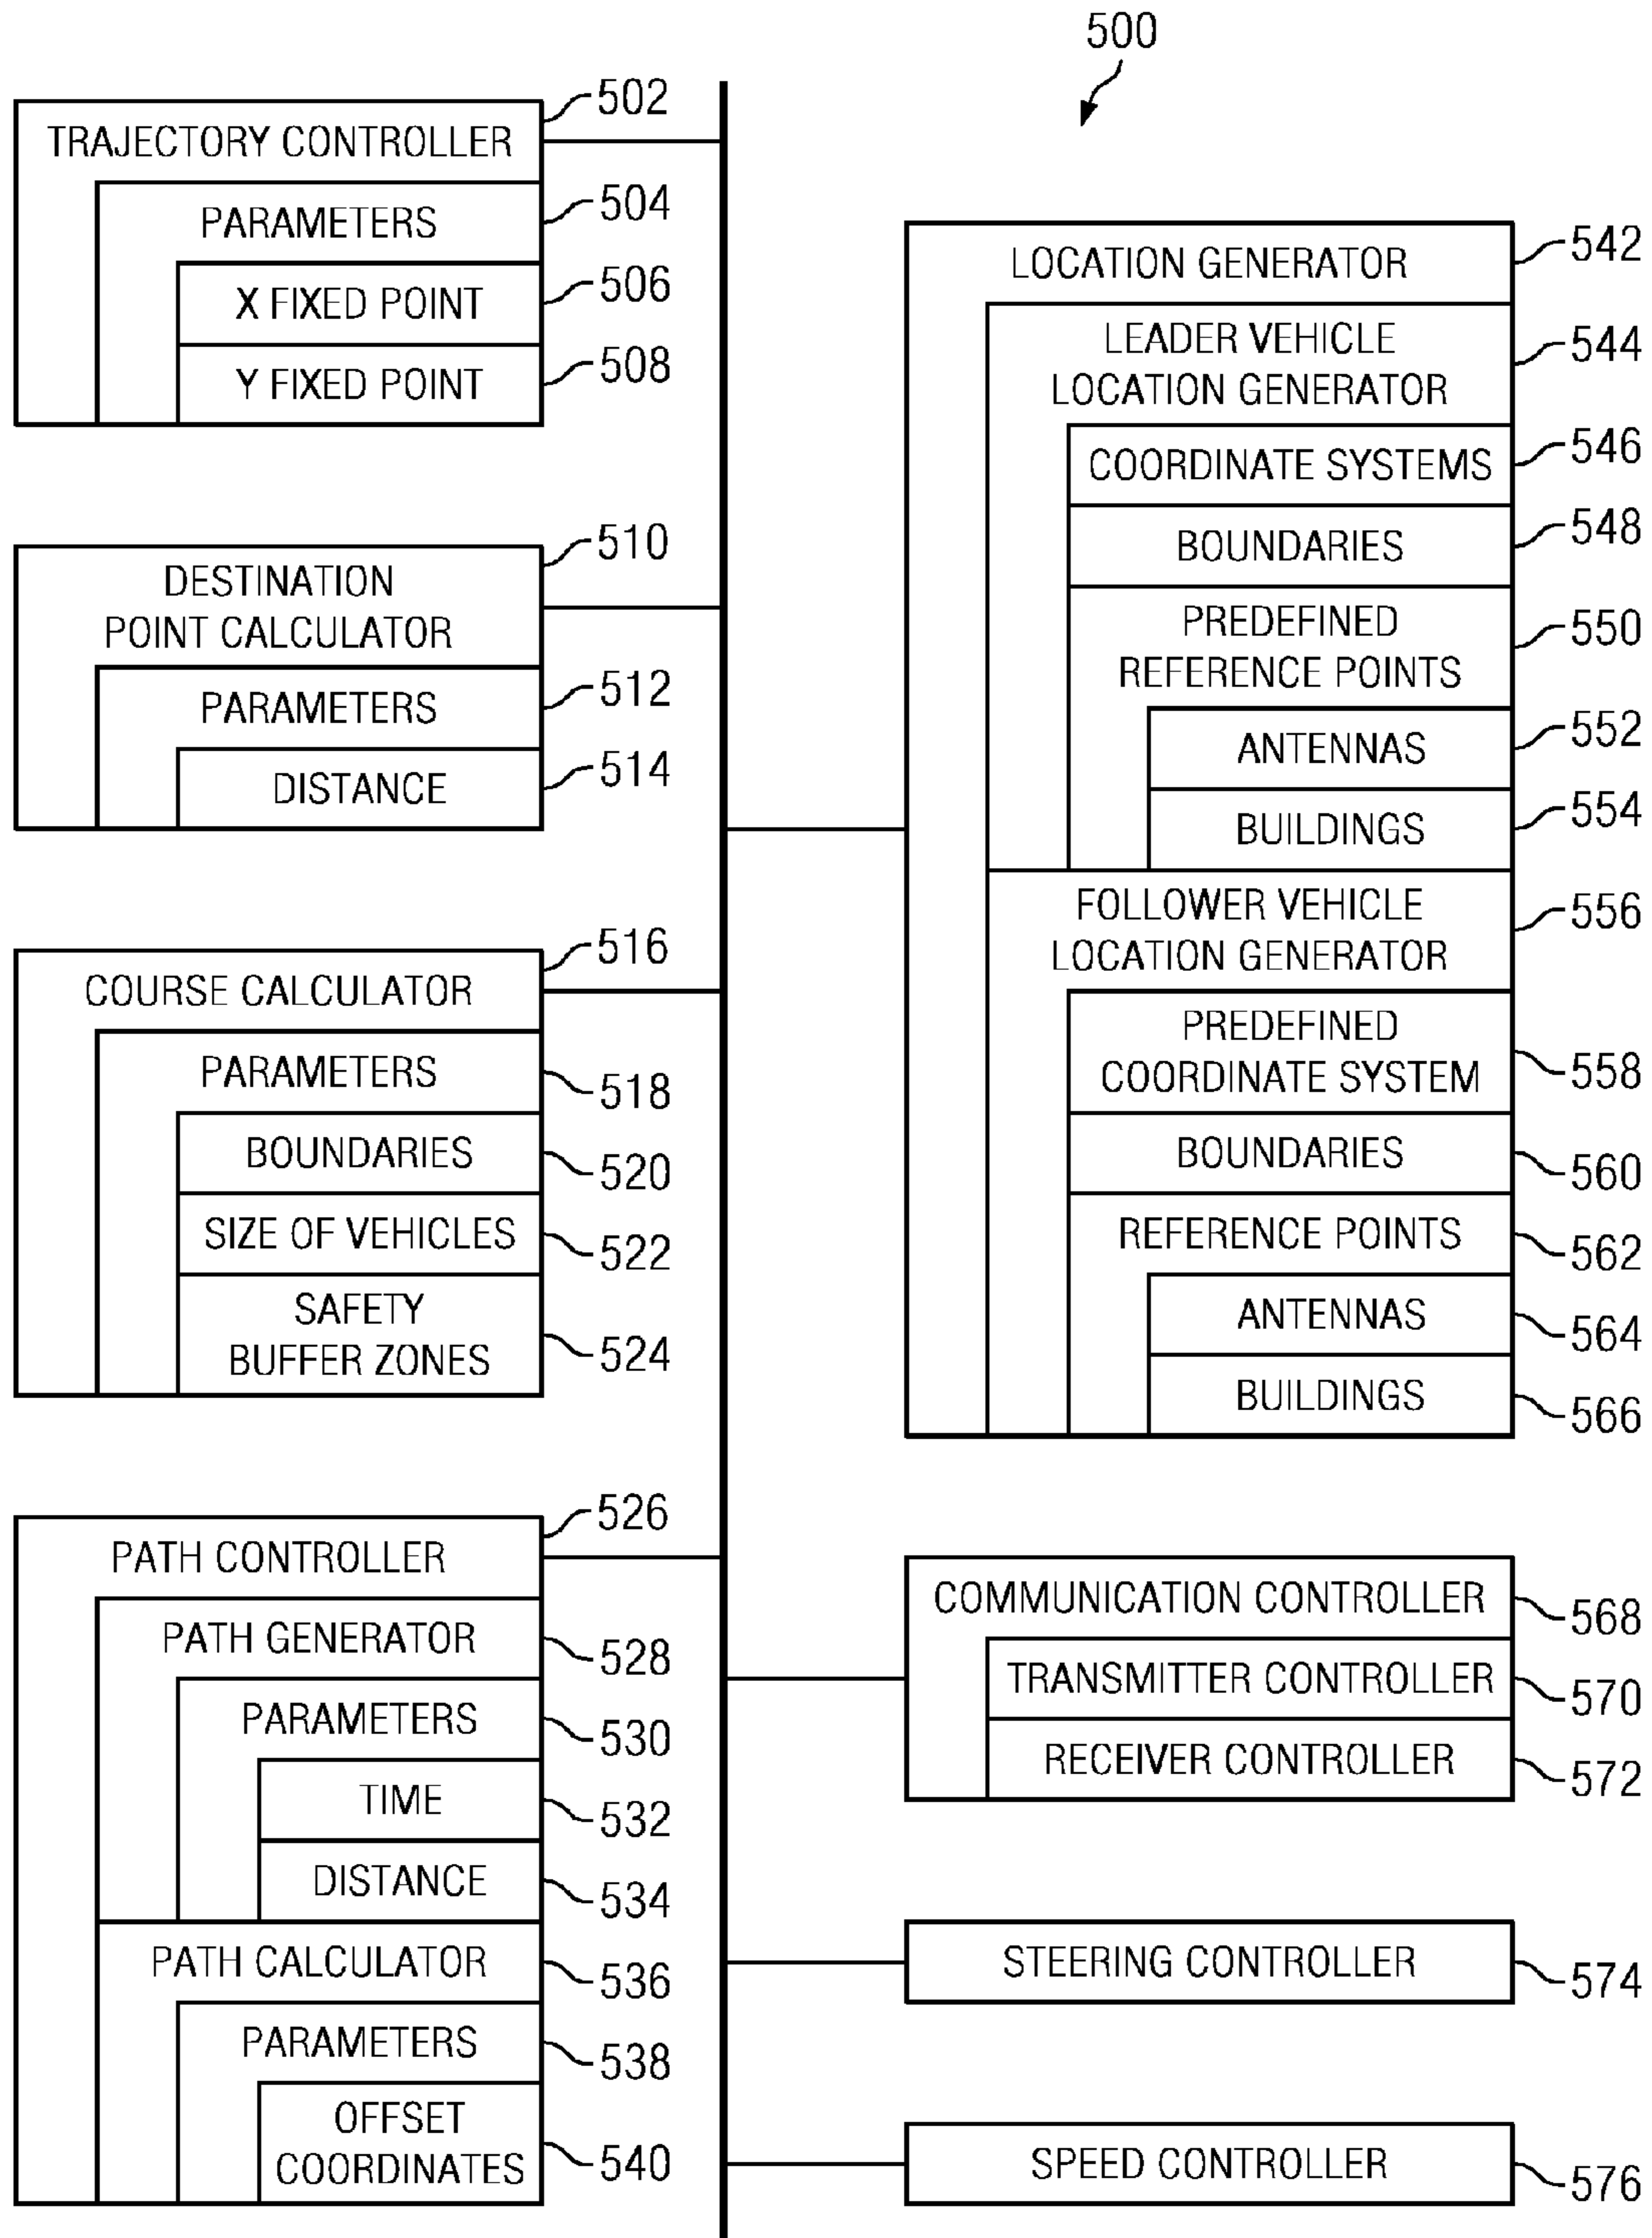 500
TRAJECTORY CONTROLLER
502
PARAMETERS
504
X FIXED POINT
506
Y FIXED POINT
508
DESTINATION
POINT CALCULATOR
510
PARAMETERS
512
DISTANCE
514
COURSE CALCULATOR
516
PARAMETERS
518
BOUNDARIES
520
SIZE OF VEHICLES
522
SAFETY
BUFFER ZONES
524
PATH CONTROLLER
526
PATH GENERATOR
528
PARAMETERS
530
TIME
532
DISTANCE
534
PATH CALCULATOR
536
PARAMETERS
538
OFFSET
COORDINATES
540
LOCATION GENERATOR
542
LEADER VEHICLE
LOCATION GENERATOR
544
COORDINATE SYSTEMS
546
BOUNDARIES
548
PREDEFINED
REFERENCE POINTS
550
ANTENNAS
552
BUILDINGS
554
FOLLOWER VEHICLE
LOCATION GENERATOR
556
PREDEFINED
COORDINATE SYSTEM
558
BOUNDARIES
560
REFERENCE POINTS
562
ANTENNAS
564
BUILDINGS
566
COMMUNICATION CONTROLLER
568
TRANSMITTER CONTROLLER
570
RECEIVER CONTROLLER
572
STEERING CONTROLLER
574
SPEED CONTROLLER
576